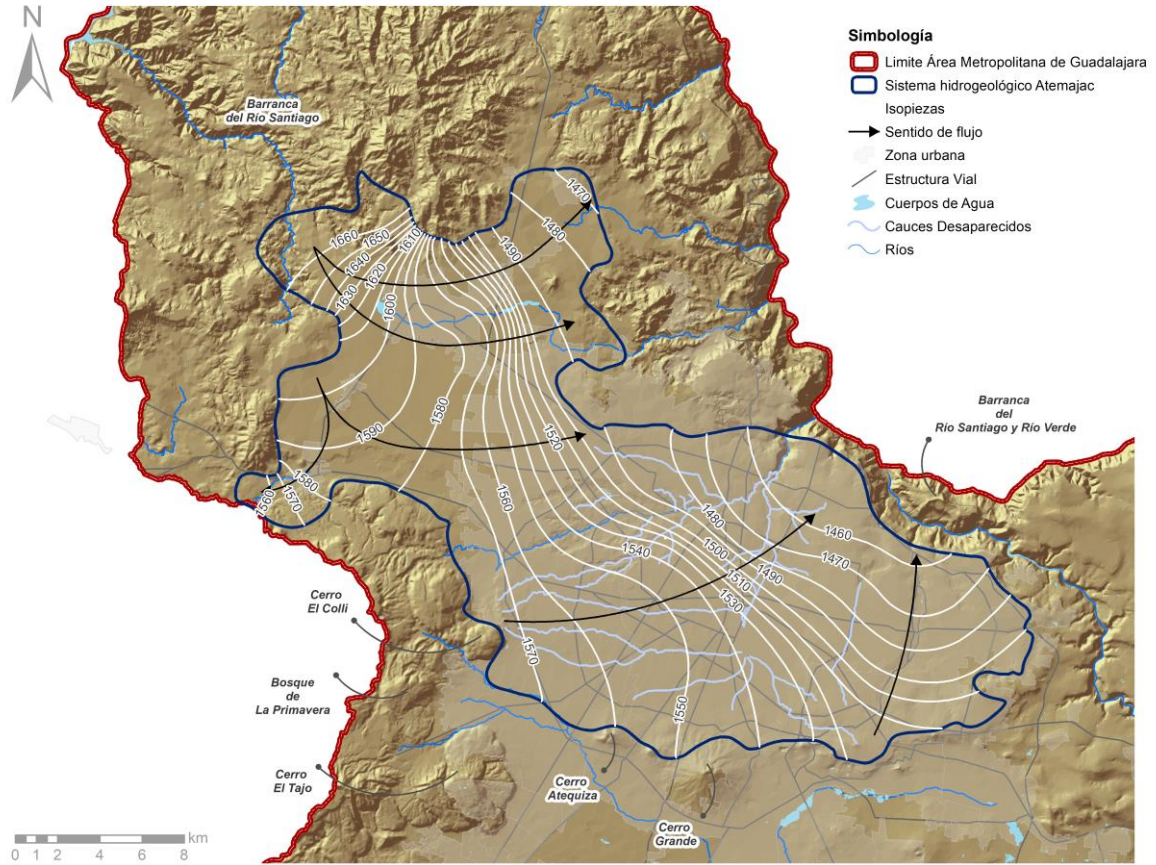 N
Simbología
Limite Área Metropolitana de Guadalajara
Sistema hidrogeológico Atemajac
Isopiezas
Sentido de flujo
Zona urbana
Estructura Vial
Cuerpos de Agua
Cauces Desaparecidos
Ríos
Barranca
del Río Santiago
1470
1480
1490
1660
1650
1640
1630
1620
1610
1600
1590
1580
1580
1570
1560
1520
1560
1540
1480
1500
1510
1490
1530
1460
1470
1570
1550
Barranca
del
Río Santiago y Río Verde
Cerro
El Colli
Bosque
de
La Primavera
Cerro
El Tajo
Cerro
Atequiza
Cerro
Grande
km
0 1 2 4 6 8